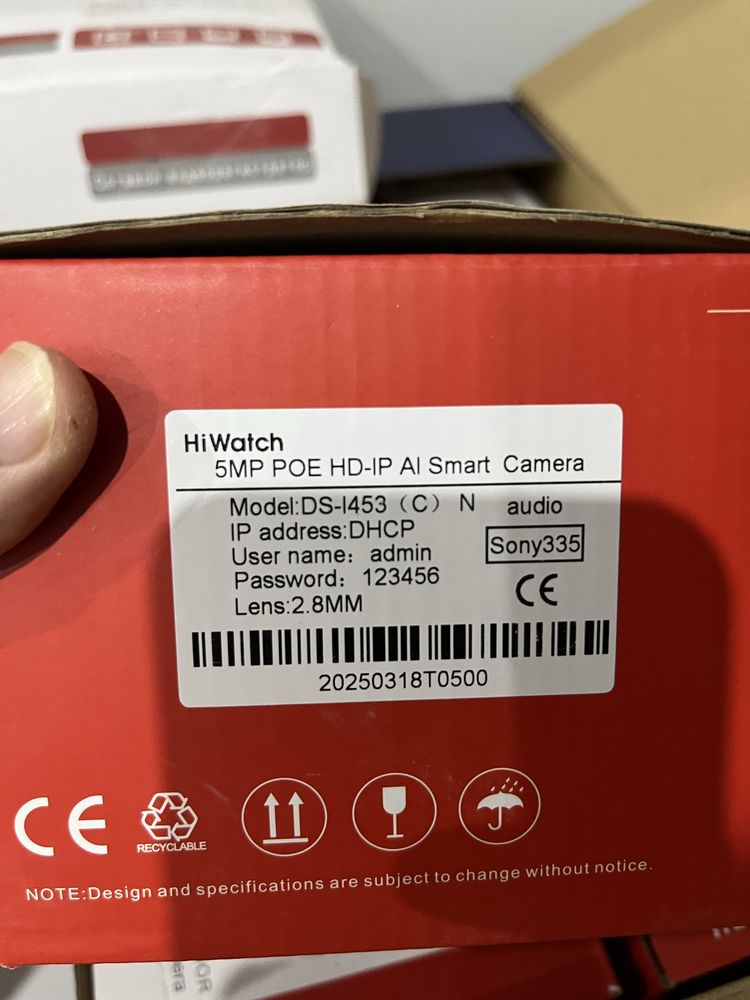 HiWatch
5MP POE HD-IP AI Smart Camera
Model:DS-I453（C）N audio
IP address:DHCP
User name：admin
Sony335
Password：123456
Lens:2.8MM
CE
20250318T0500
CE
RECYCLABLE
NOTE:Design and specifications are subject to change without notice.